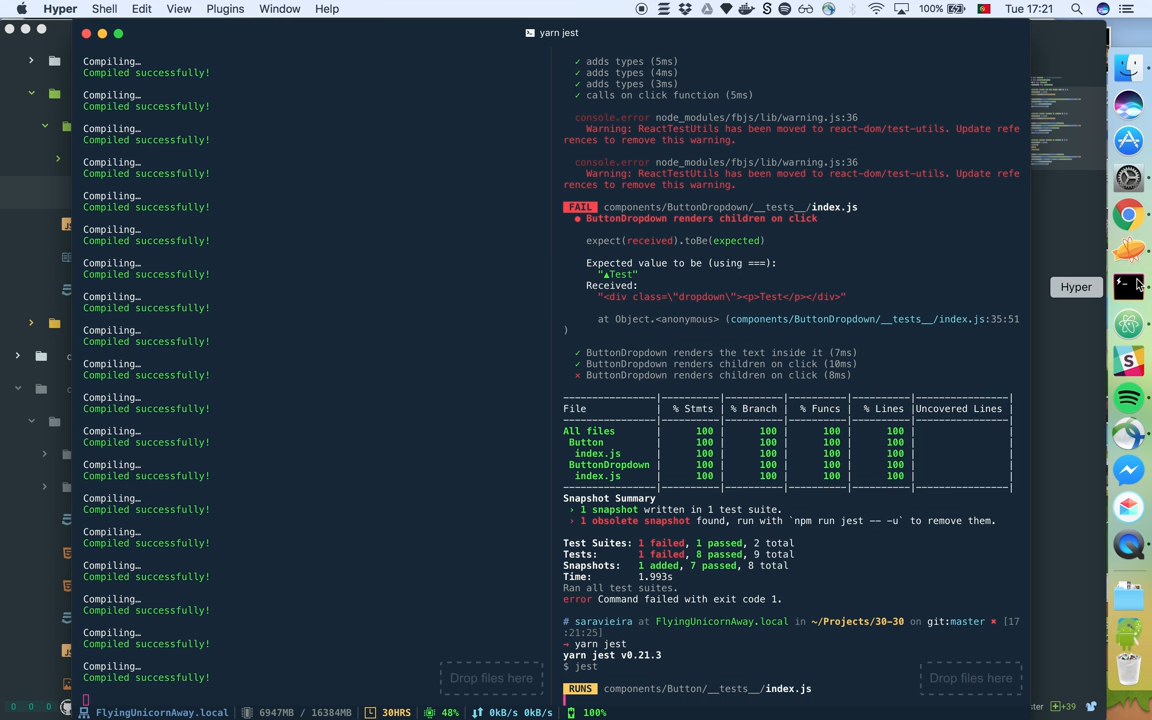 Hyper Shell Edit View Plugins Window Help 100% Tue 17:21
yarn jest
Compiling…
Compiled successfully!
Compiling…
Compiled successfully!
Compiling…
Compiled successfully!
Compiling…
Compiled successfully!
Compiling…
Compiled successfully!
Compiling…
Compiled successfully!
Compiling…
Compiled successfully!
Compiling…
Compiled successfully!
Compiling…
Compiled successfully!
Compiling…
Compiled successfully!
Compiling…
Compiled successfully!
Compiling…
Compiled successfully!
Compiling…
Compiled successfully!
Compiling…
Compiled successfully!
Compiling…
Compiled successfully!
Compiling…
Compiled successfully!
Compiling…
Compiled successfully!
Compiling…
Compiled successfully!
Compiling…
Compiled successfully!
Drop files here
✓ adds types (5ms)
✓ adds types (4ms)
✓ adds types (3ms)
✓ calls on click function (5ms)
console.error node_modules/fbjs/lib/warning.js:36
Warning: ReactTestUtils has been moved to react-dom/test-utils. Update refe
rences to remove this warning.
console.error node_modules/fbjs/lib/warning.js:36
Warning: ReactTestUtils has been moved to react-dom/test-utils. Update refe
rences to remove this warning.
FAIL components/ButtonDropdown/__tests__/index.js
● ButtonDropdown renders children on click
expect(received).toBe(expected)
Expected value to be (using ===):
"▲Test"
Received:
"<div class=\"dropdown\"><p>Test</p></div>"
at Object.<anonymous> (components/ButtonDropdown/__tests__/index.js:35:51
)
✓ ButtonDropdown renders the text inside it (7ms)
✓ ButtonDropdown renders children on click (10ms)
✕ ButtonDropdown renders children on click (8ms)
File | % Stmts | % Branch | % Funcs | % Lines |Uncovered Lines |
All files | 100 | 100 | 100 | 100 | |
Button | 100 | 100 | 100 | 100 | |
index.js | 100 | 100 | 100 | 100 | |
ButtonDropdown | 100 | 100 | 100 | 100 | |
index.js | 100 | 100 | 100 | 100 | |
Snapshot Summary
› 1 snapshot written in 1 test suite.
› 1 obsolete snapshot found, run with `npm run jest -- -u` to remove them.
Test Suites: 1 failed, 1 passed, 2 total
Tests: 1 failed, 8 passed, 9 total
Snapshots: 1 added, 7 passed, 8 total
Time: 1.993s
Ran all test suites.
error Command failed with exit code 1.
# saravieira at FlyingUnicornAway.local in ~/Projects/30-30 on git:master ✖ [17
:21:25]
→ yarn jest
yarn jest v0.21.3
$ jest
RUNS components/Button/__tests__/index.js
Drop files here
Hyper
0 0 0
FlyingUnicornAway.local 6947MB / 16384MB 30HRS 48% 0kB/s 0kB/s 100%
ster +39